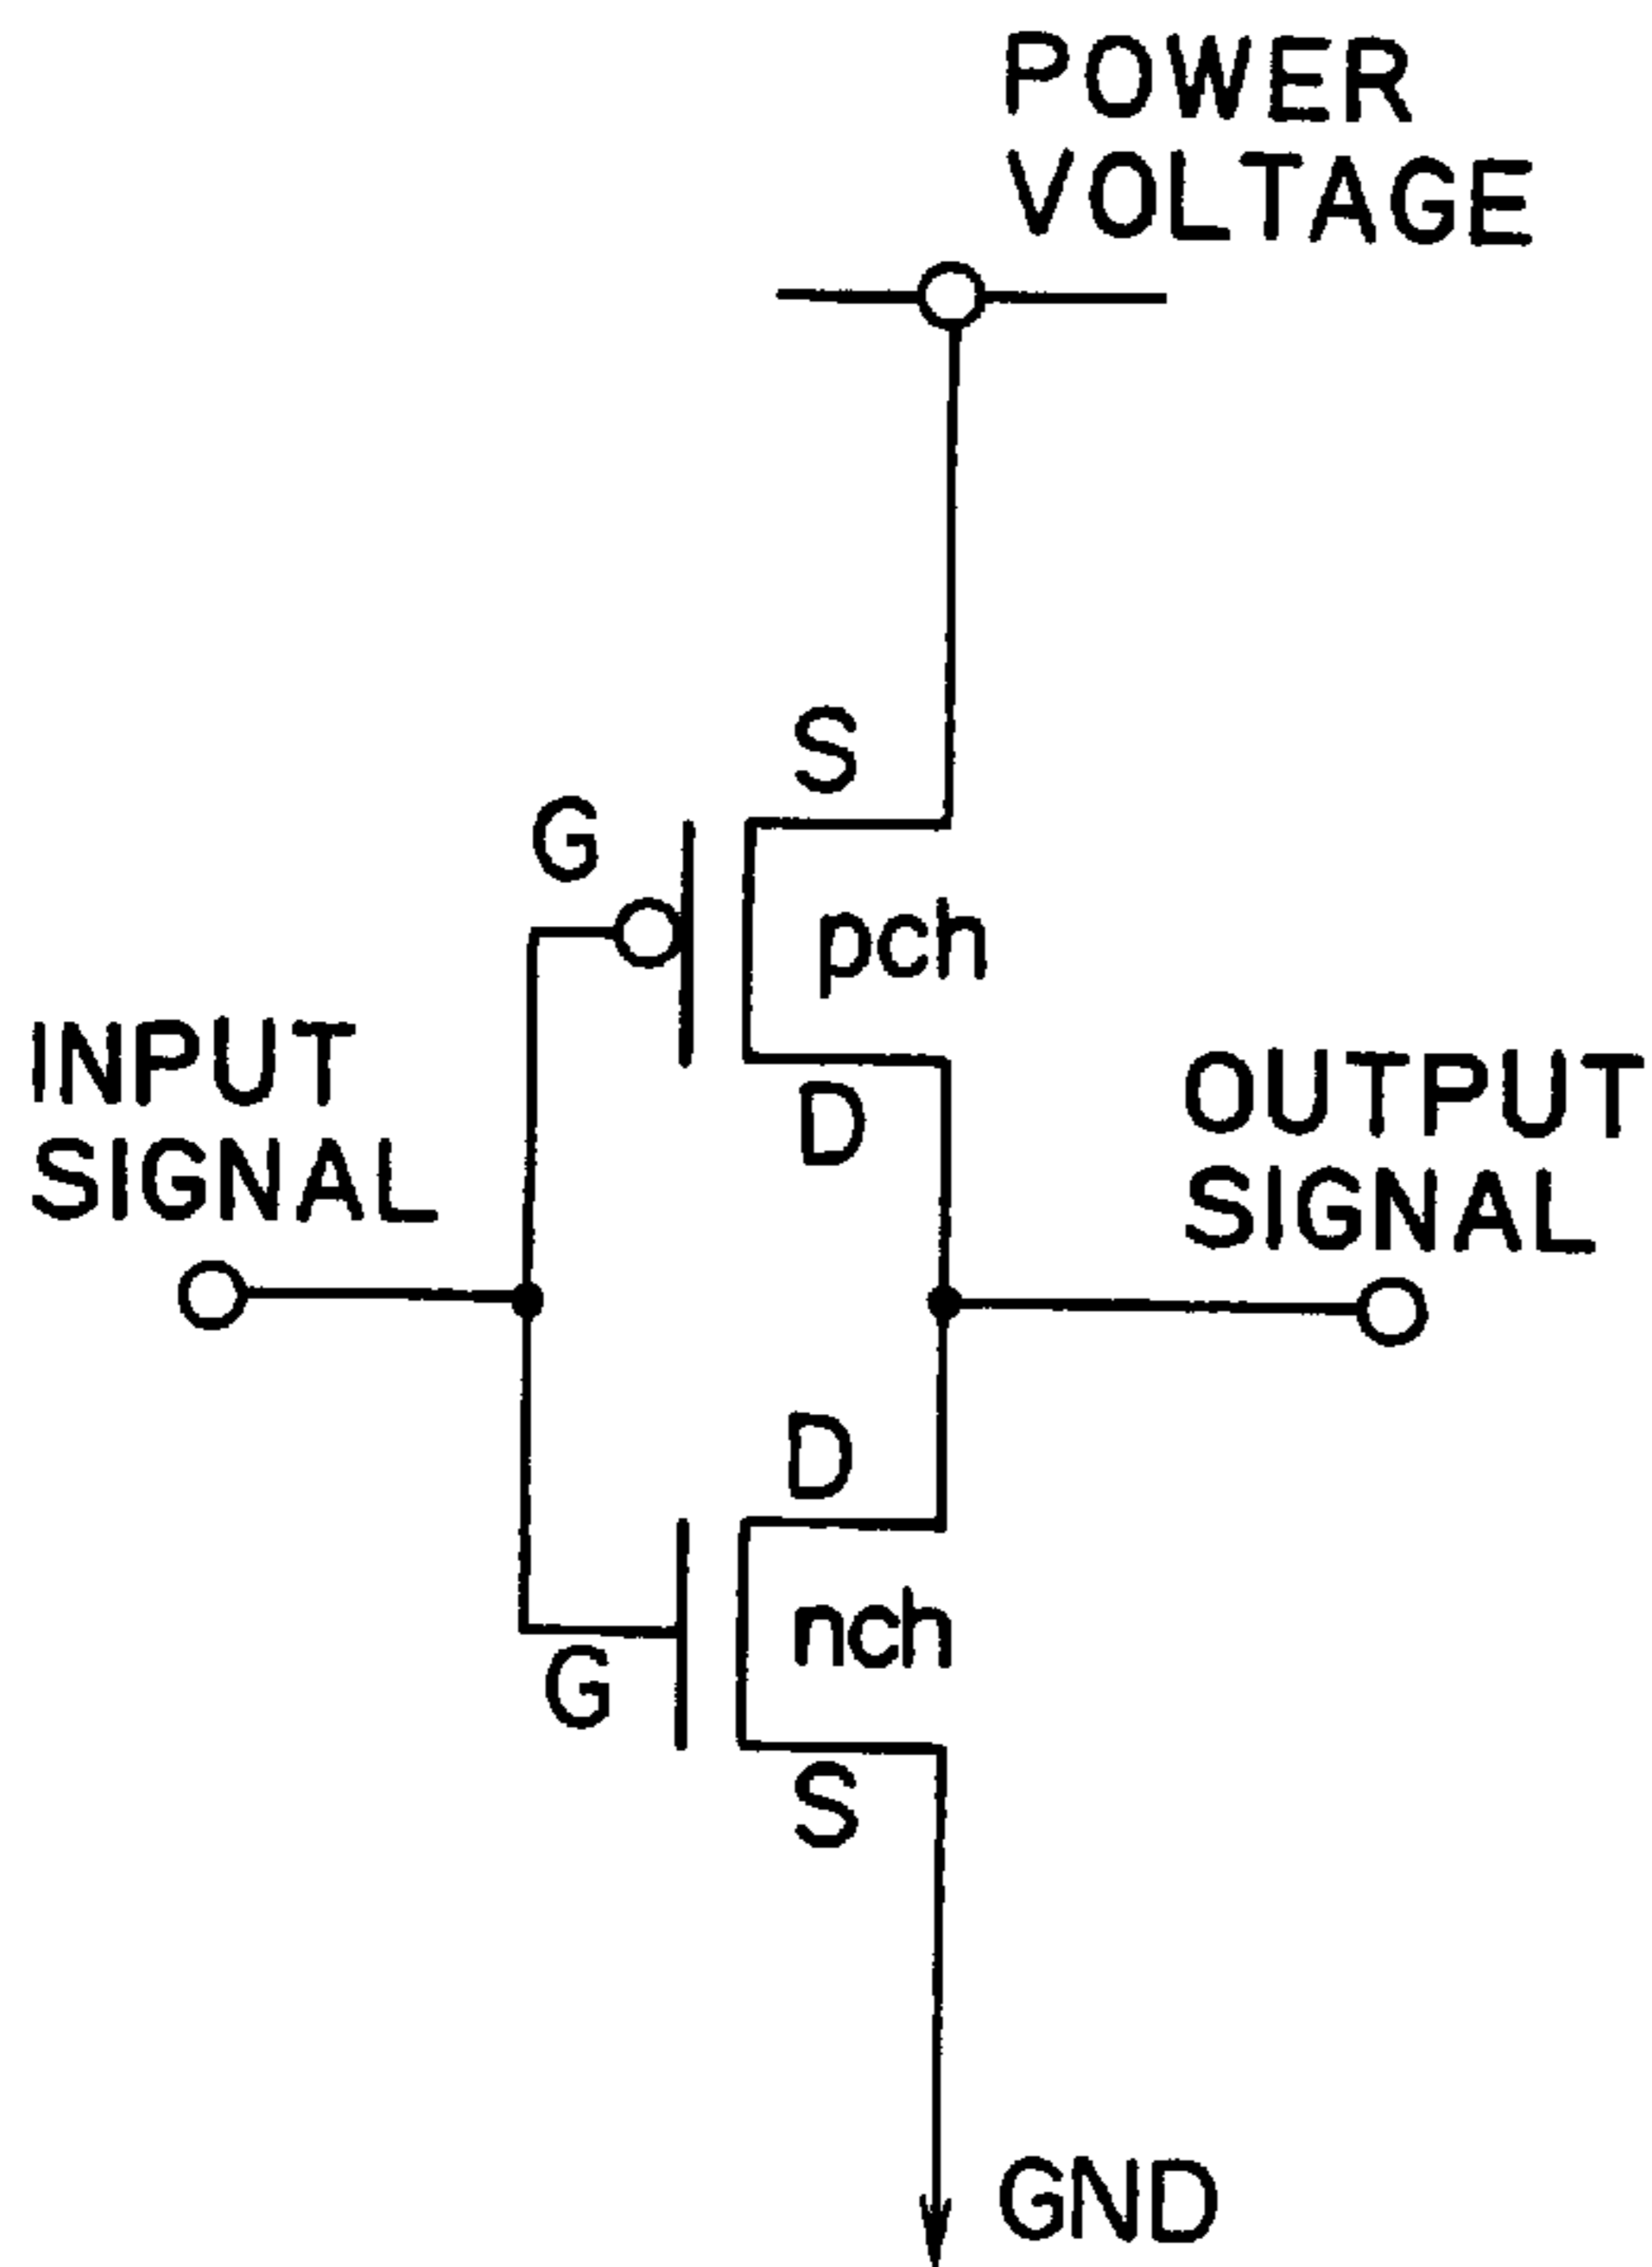 POWER
VOLTAGE
S
G
pch
INPUT
SIGNAL
D
OUTPUT
SIGNAL
D
nch
G
S
GND